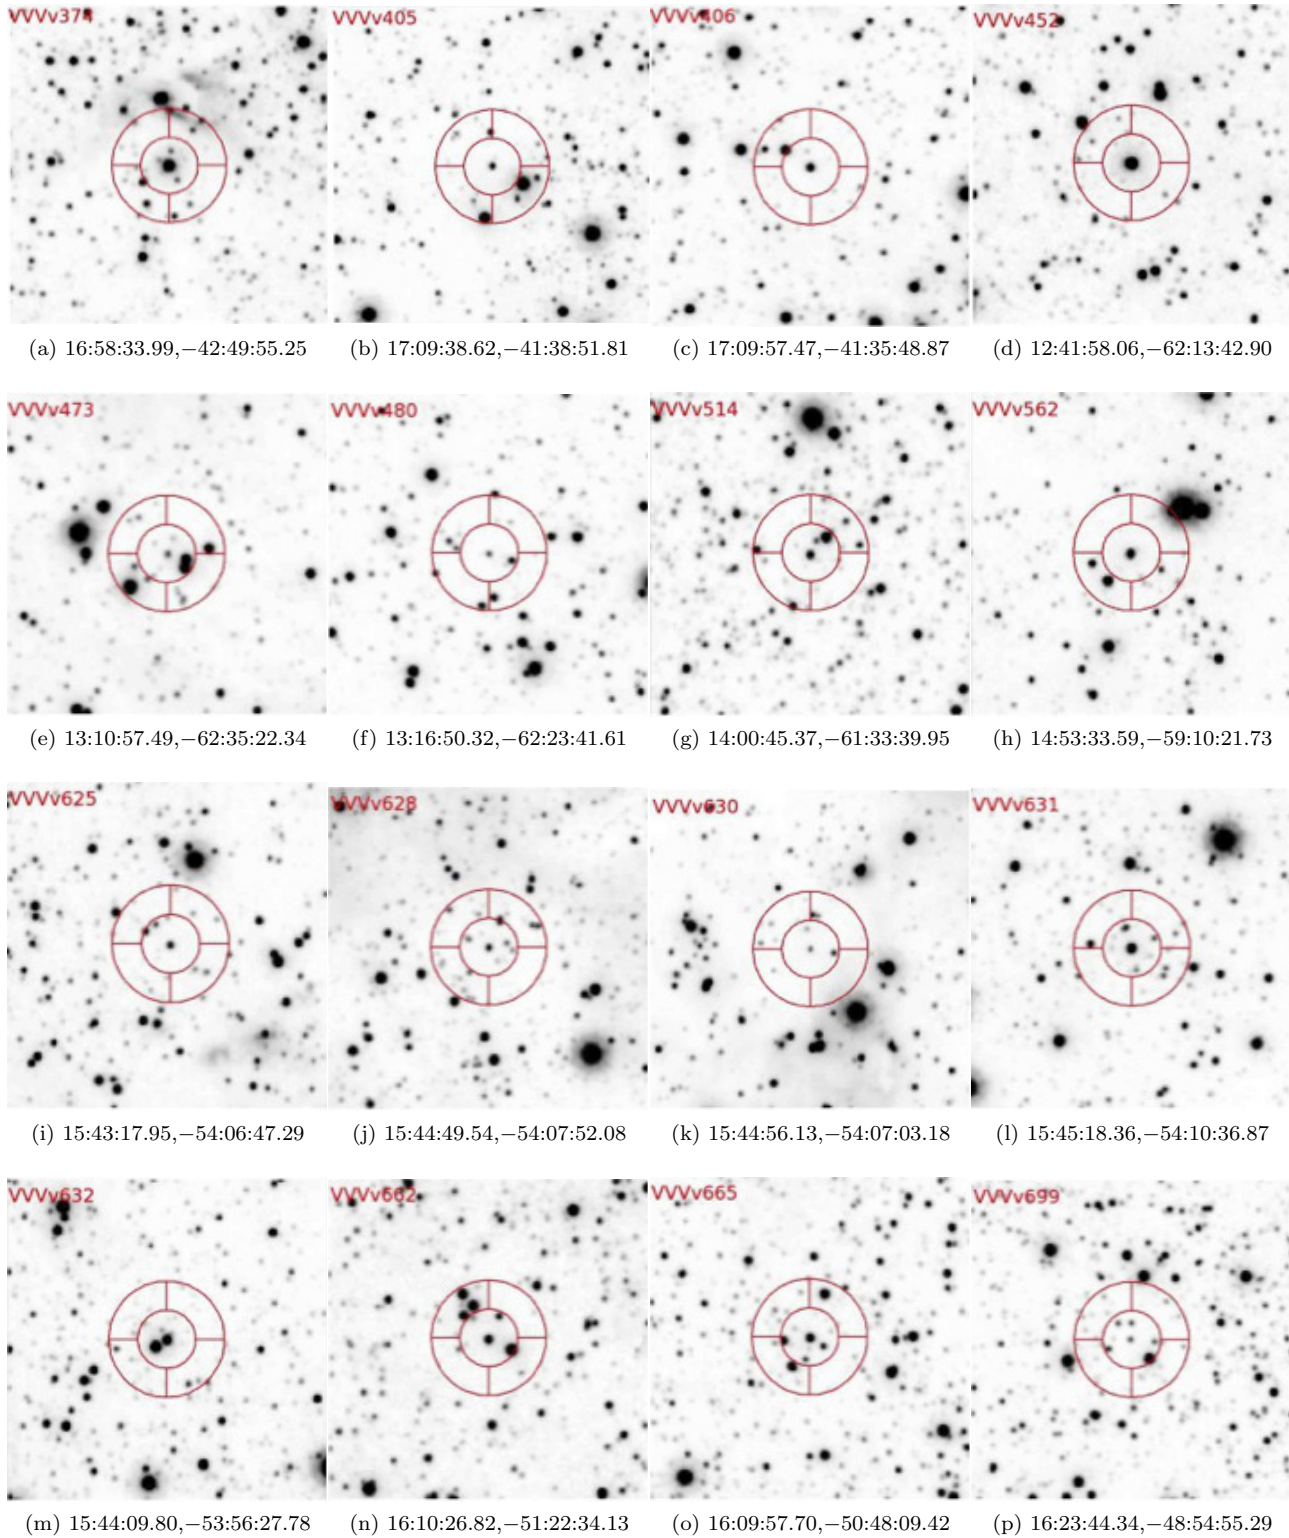 VVVv374 VVVv405 VVVv406 VVVv452
(a) 16:58:33.99,−42:49:55.25 (b) 17:09:38.62,−41:38:51.81 (c) 17:09:57.47,−41:35:48.87 (d) 12:41:58.06,−62:13:42.90
VVVv473 VVVv480 VVVv514 VVVv562
(e) 13:10:57.49,−62:35:22.34 (f) 13:16:50.32,−62:23:41.61 (g) 14:00:45.37,−61:33:39.95 (h) 14:53:33.59,−59:10:21.73
VVVv625 VVVv628 VVVv630 VVVv631
(i) 15:43:17.95,−54:06:47.29 (j) 15:44:49.54,−54:07:52.08 (k) 15:44:56.13,−54:07:03.18 (l) 15:45:18.36,−54:10:36.87
VVVv632 VVVv662 VVVv665 VVVv699
(m) 15:44:09.80,−53:56:27.78 (n) 16:10:26.82,−51:22:34.13 (o) 16:09:57.70,−50:48:09.42 (p) 16:23:44.34,−48:54:55.29